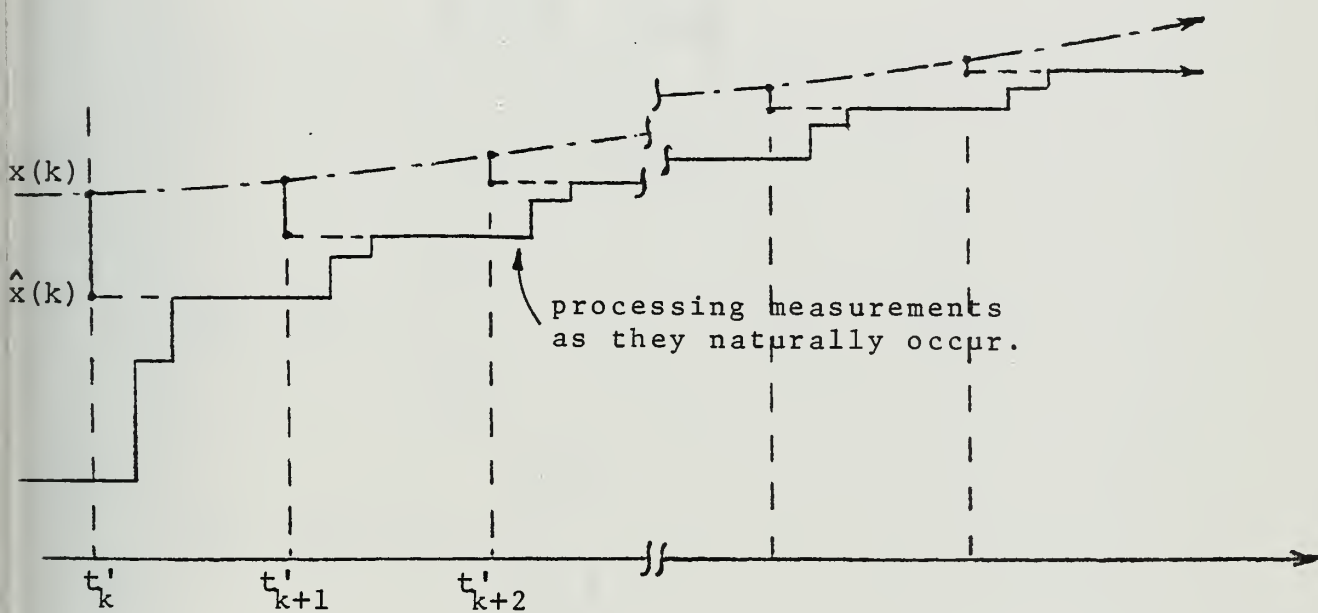 x(k)
x̂(k)
processing measurements
as they naturally occur.
t'k
t'k+1
t'k+2